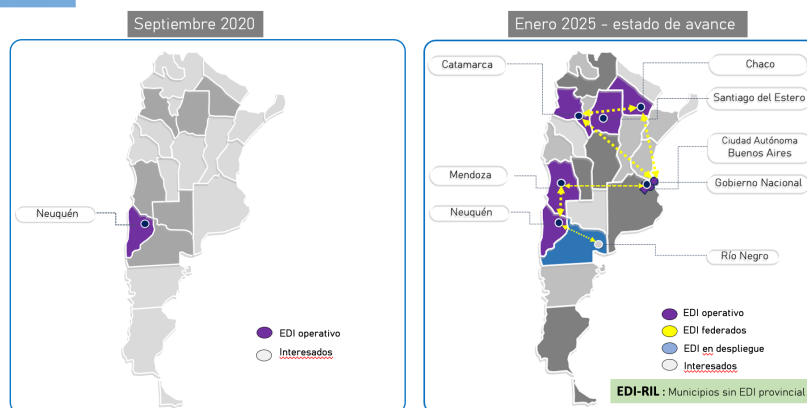 Septiembre 2020
Neuquén
EDI operativo
Interesados
Enero 2025 - estado de avance
Catamarca
Chaco
Santiago del Estero
Ciudad Autónoma
Buenos Aires
Mendoza
Gobierno Nacional
Neuquén
Río Negro
EDI operativo
EDI federados
EDI en despliegue
Interesados
EDI-RIL : Municipios sin EDI provincial